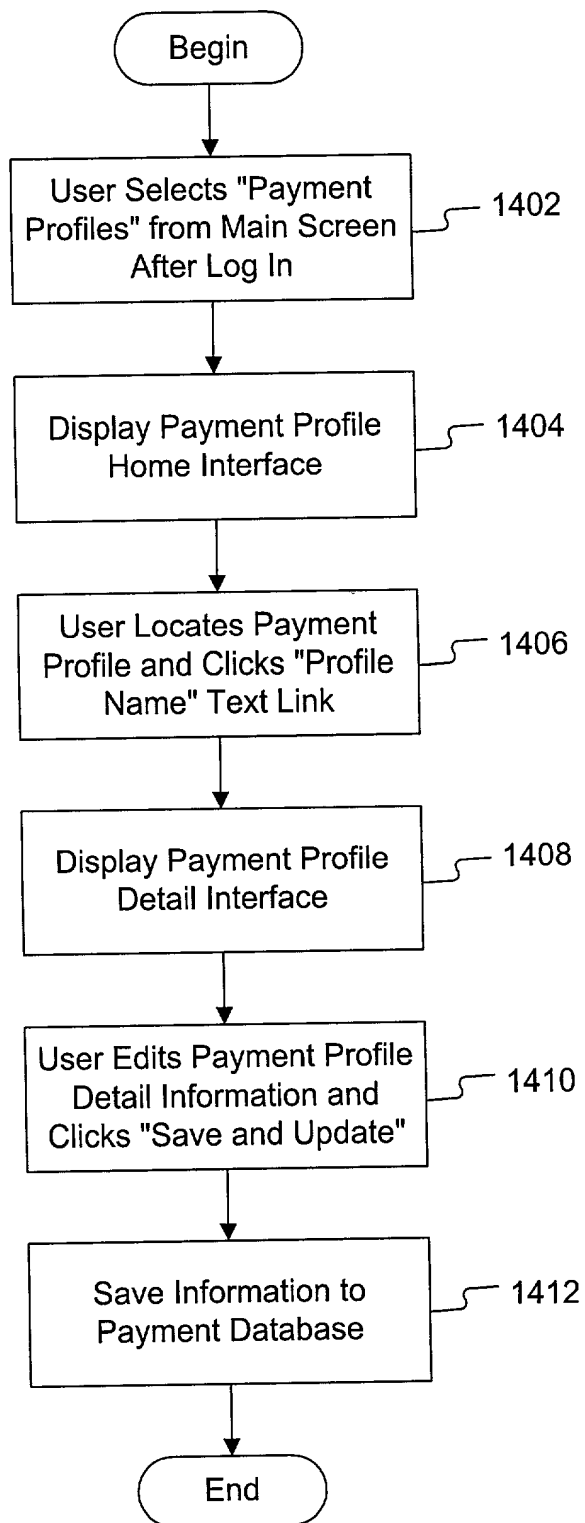 Begin
User Selects "Payment
Profiles" from Main Screen
After Log In
1402
Display Payment Profile
Home Interface
1404
User Locates Payment
Profile and Clicks "Profile
Name" Text Link
1406
Display Payment Profile
Detail Interface
1408
User Edits Payment Profile
Detail Information and
Clicks "Save and Update"
1410
Save Information to
Payment Database
1412
End